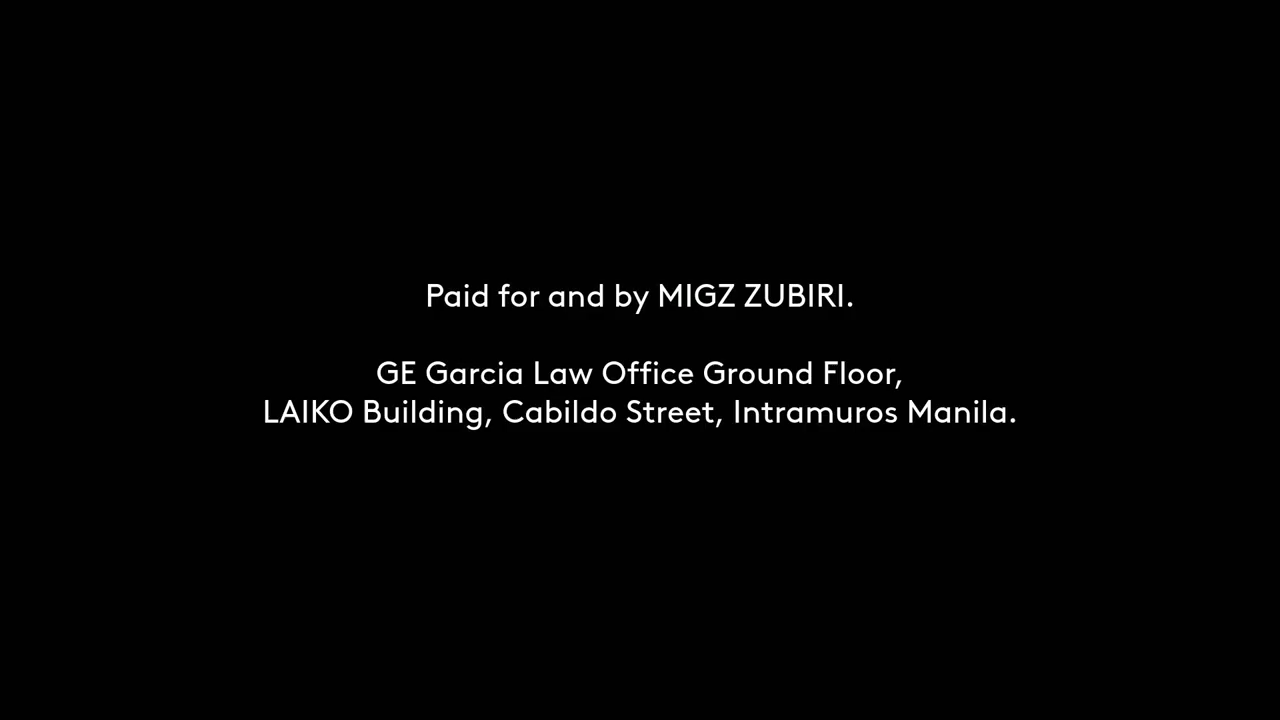 Paid for and by MIGZ ZUBIRI.
GE Garcia Law Office Ground Floor,
LAIKO Building, Cabildo Street, Intramuros Manila.